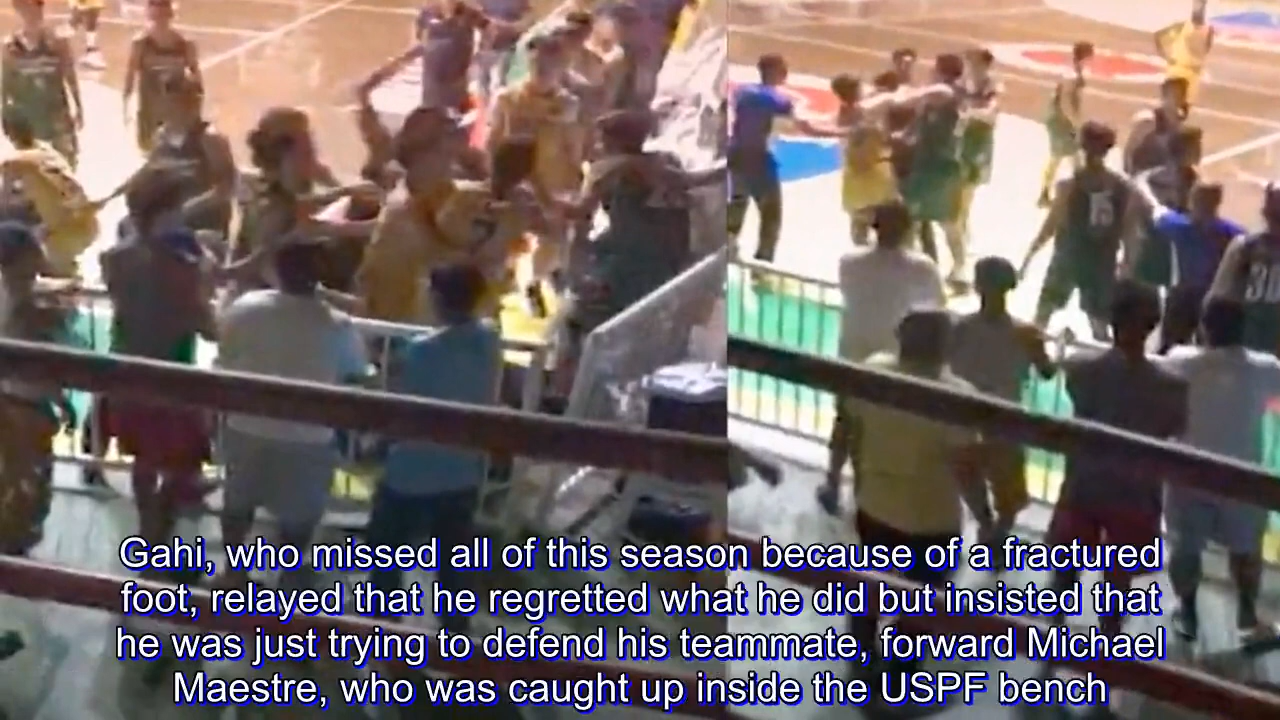 15
30
Gahi, who missed all of this season because of a fractured
foot, relayed that he regretted what he did but insisted that
he was just trying to defend his teammate, forward Michael
Maestre, who was caught up inside the USPF bench